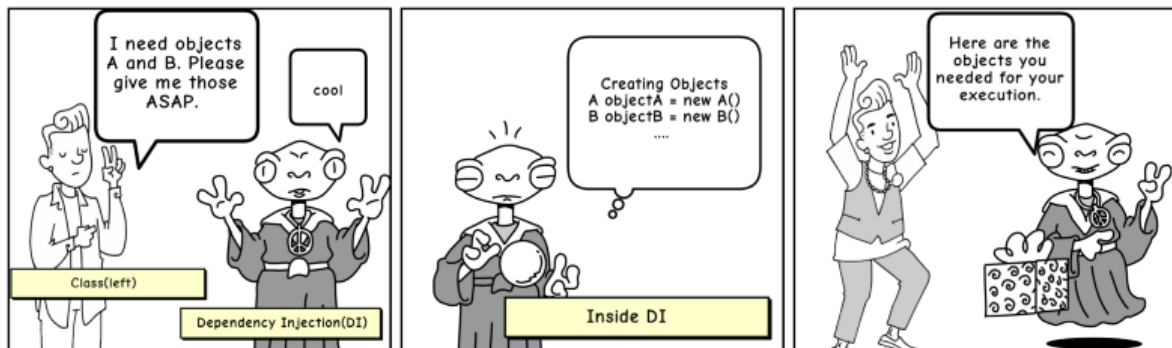 I need objects
A and B. Please
give me those
ASAP.
cool
Class(left)
Dependency Injection(DI)
Creating Objects
A objectA = new A()
B objectB = new B()
....
Inside DI
Here are the
objects you
needed for your
execution.